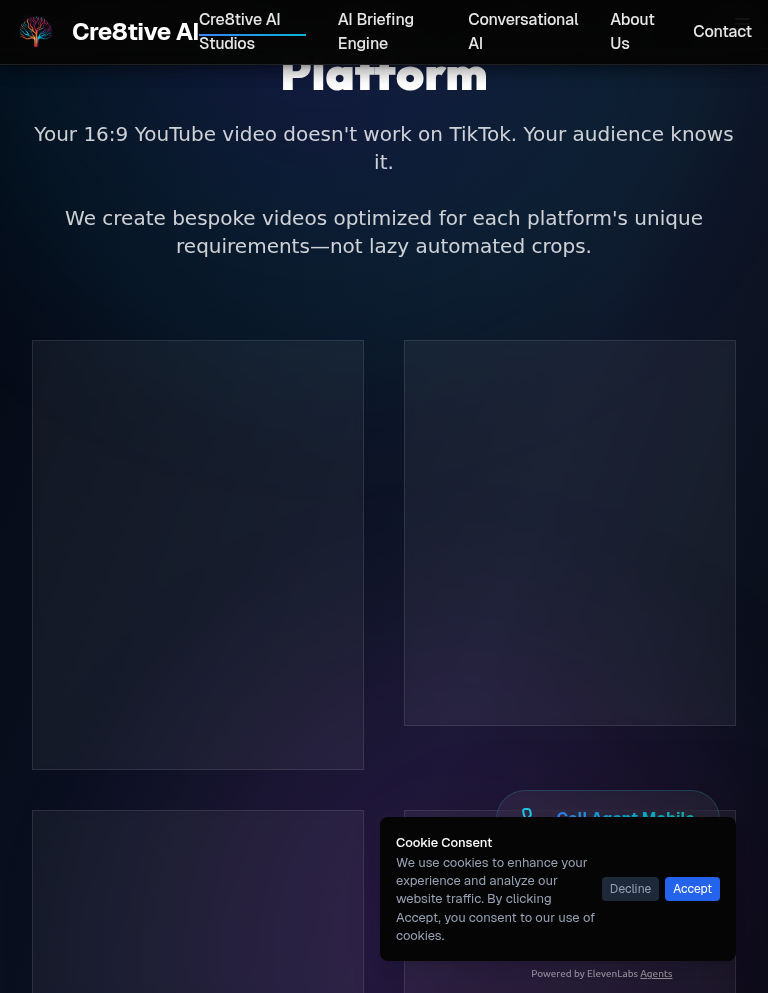 Cre8tive AI
Cre8tive AI Studios
AI Briefing Engine
Conversational AI
About Us
Contact
Platform
Your 16:9 YouTube video doesn't work on TikTok. Your audience knows
it.
We create bespoke videos optimized for each platform's unique
requirements—not lazy automated crops.
Call Agent Mobile
Cookie Consent
We use cookies to enhance your
experience and analyze our
website traffic. By clicking
Accept, you consent to our use of
cookies.
Decline
Accept
Powered by ElevenLabs Agents